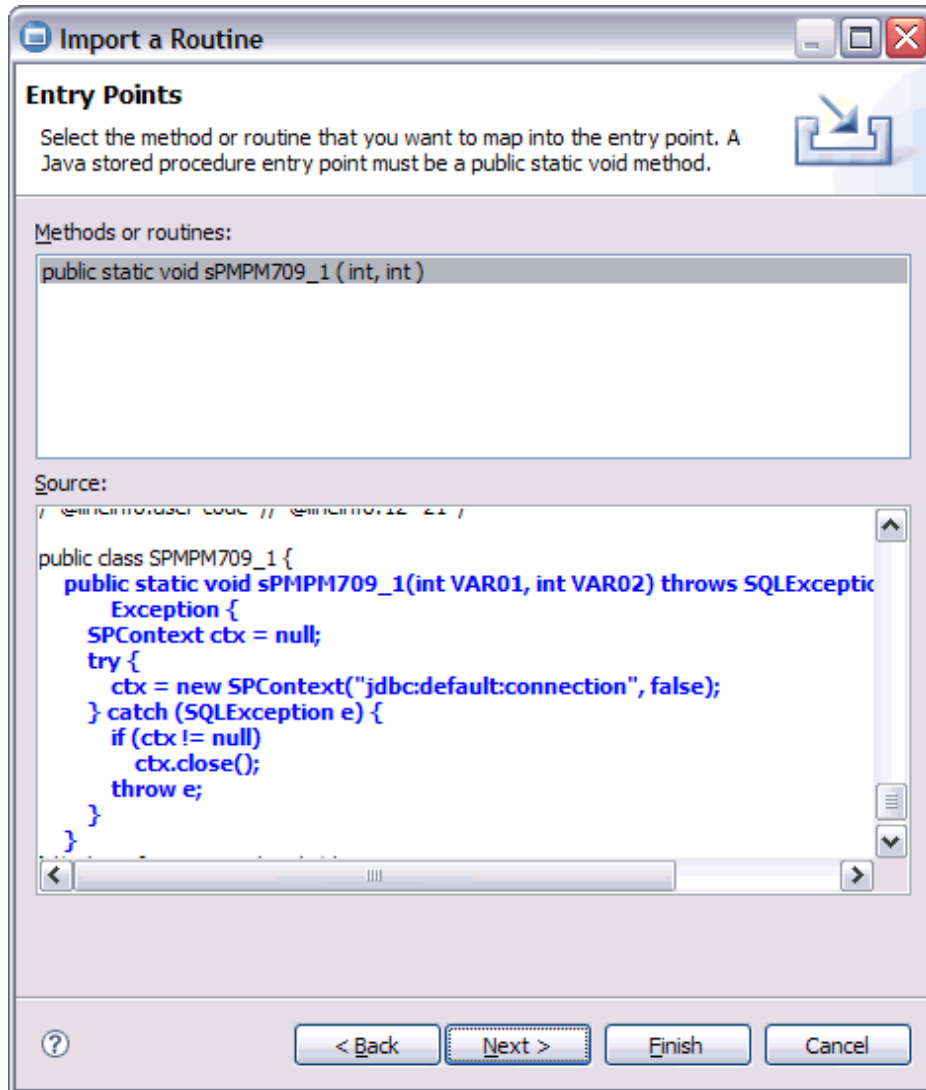 Import a Routine
Entry Points
Select the method or routine that you want to map into the entry point. A
Java stored procedure entry point must be a public static void method.
Methods or routines:
public static void sPMPM709_1 ( int, int )
Source:
public class SPMPM709_1 {
public static void sPMPM709_1(int VAR01, int VAR02) throws SQLExceptic
Exception {
SPContext ctx = null;
try {
ctx = new SPContext("jdbc:default:connection", false);
} catch (SQLException e) {
if (ctx != null)
ctx.close();
throw e;
}
}
?
< Back
Next >
Finish
Cancel